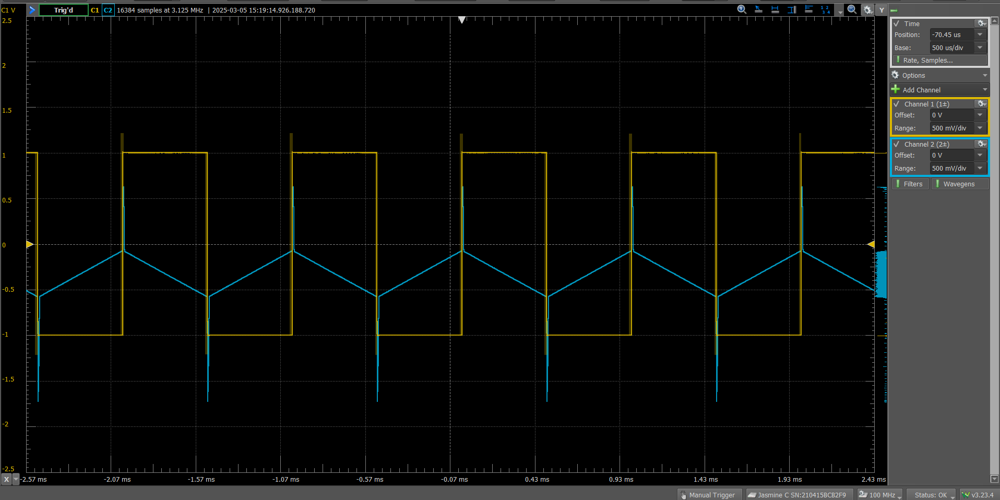 C1 V Trig'd C1 C2 16384 samples at 3.125 MHz | 2025-03-05 15:19:14.926.188.720 Y
2.5
2
1.5
1
0.5
0
-0.5
-1
-1.5
-2
-2.5
X -2.57 ms -2.07 ms -1.57 ms -1.07 ms -0.57 ms -0.07 ms 0.43 ms 0.93 ms 1.43 ms 1.93 ms 2.43 ms
Time
Position: -70.45 us
Base: 500 us/div
Rate, Samples...
Options
Add Channel
Channel 1 (1±)
Offset: 0 V
Range: 500 mV/div
Channel 2 (2±)
Offset: 0 V
Range: 500 mV/div
Filters Wavegens
Manual Trigger Jasmine C SN:210415BCB2F9 100 MHz Status: OK v3.23.4